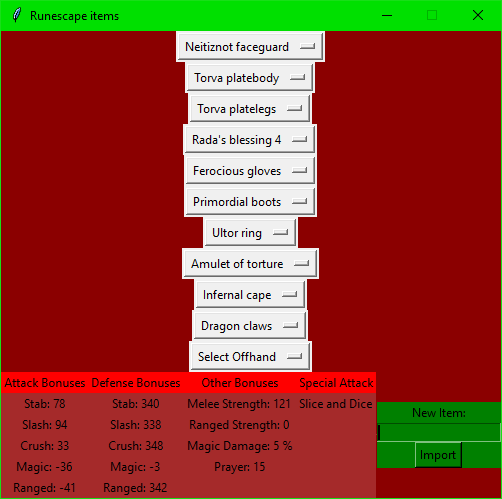 Runescape items
Neitiznot faceguard
Torva platebody
Torva platelegs
Rada's blessing 4
Ferocious gloves
Primordial boots
Ultor ring
Amulet of torture
Infernal cape
Dragon claws
Select Offhand
Attack Bonuses Defense Bonuses Other Bonuses Special Attack
Stab: 78 Stab: 340 Melee Strength: 121 Slice and Dice
Slash: 94 Slash: 338 Ranged Strength: 0
Crush: 33 Crush: 348 Magic Damage: 5 %
Magic: -36 Magic: -3 Prayer: 15
Ranged: -41 Ranged: 342
New Item:
Import